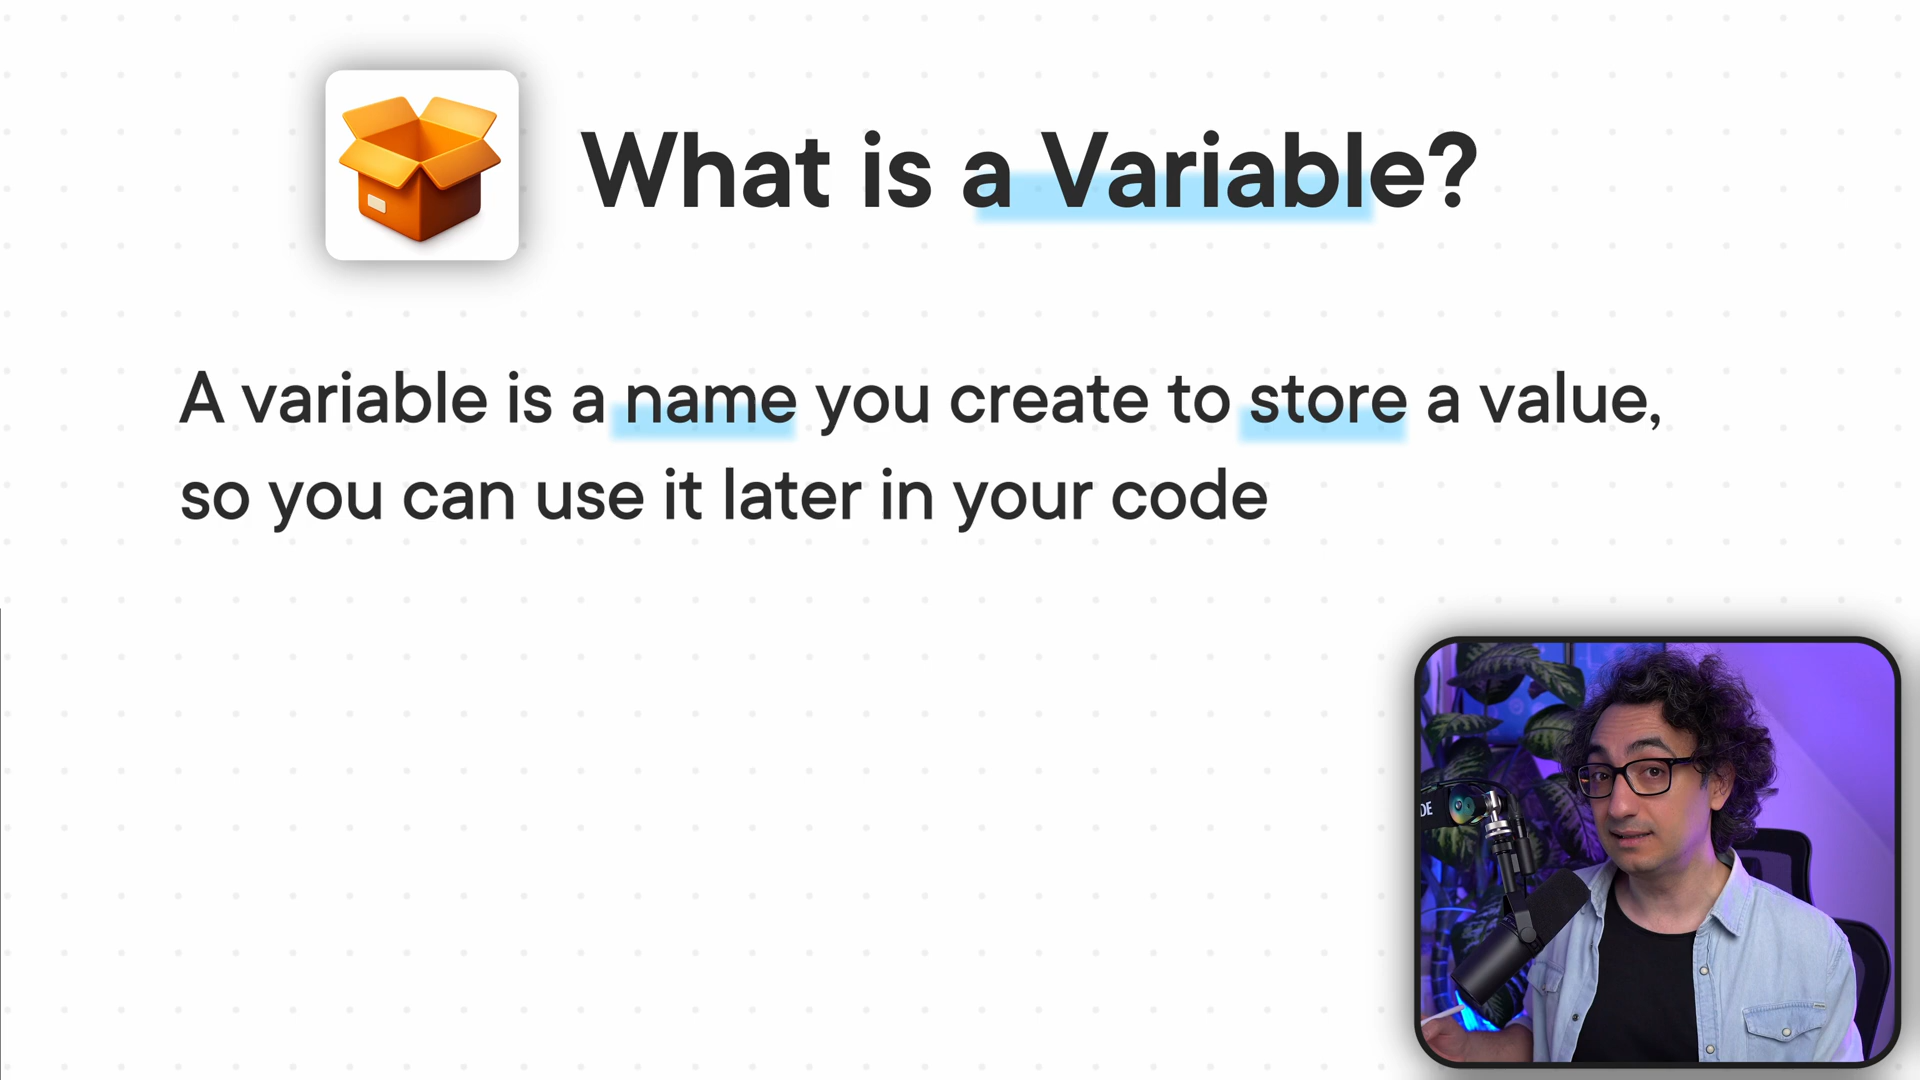 What is a Variable?
A variable is a name you create to store a value,
so you can use it later in your code
DE